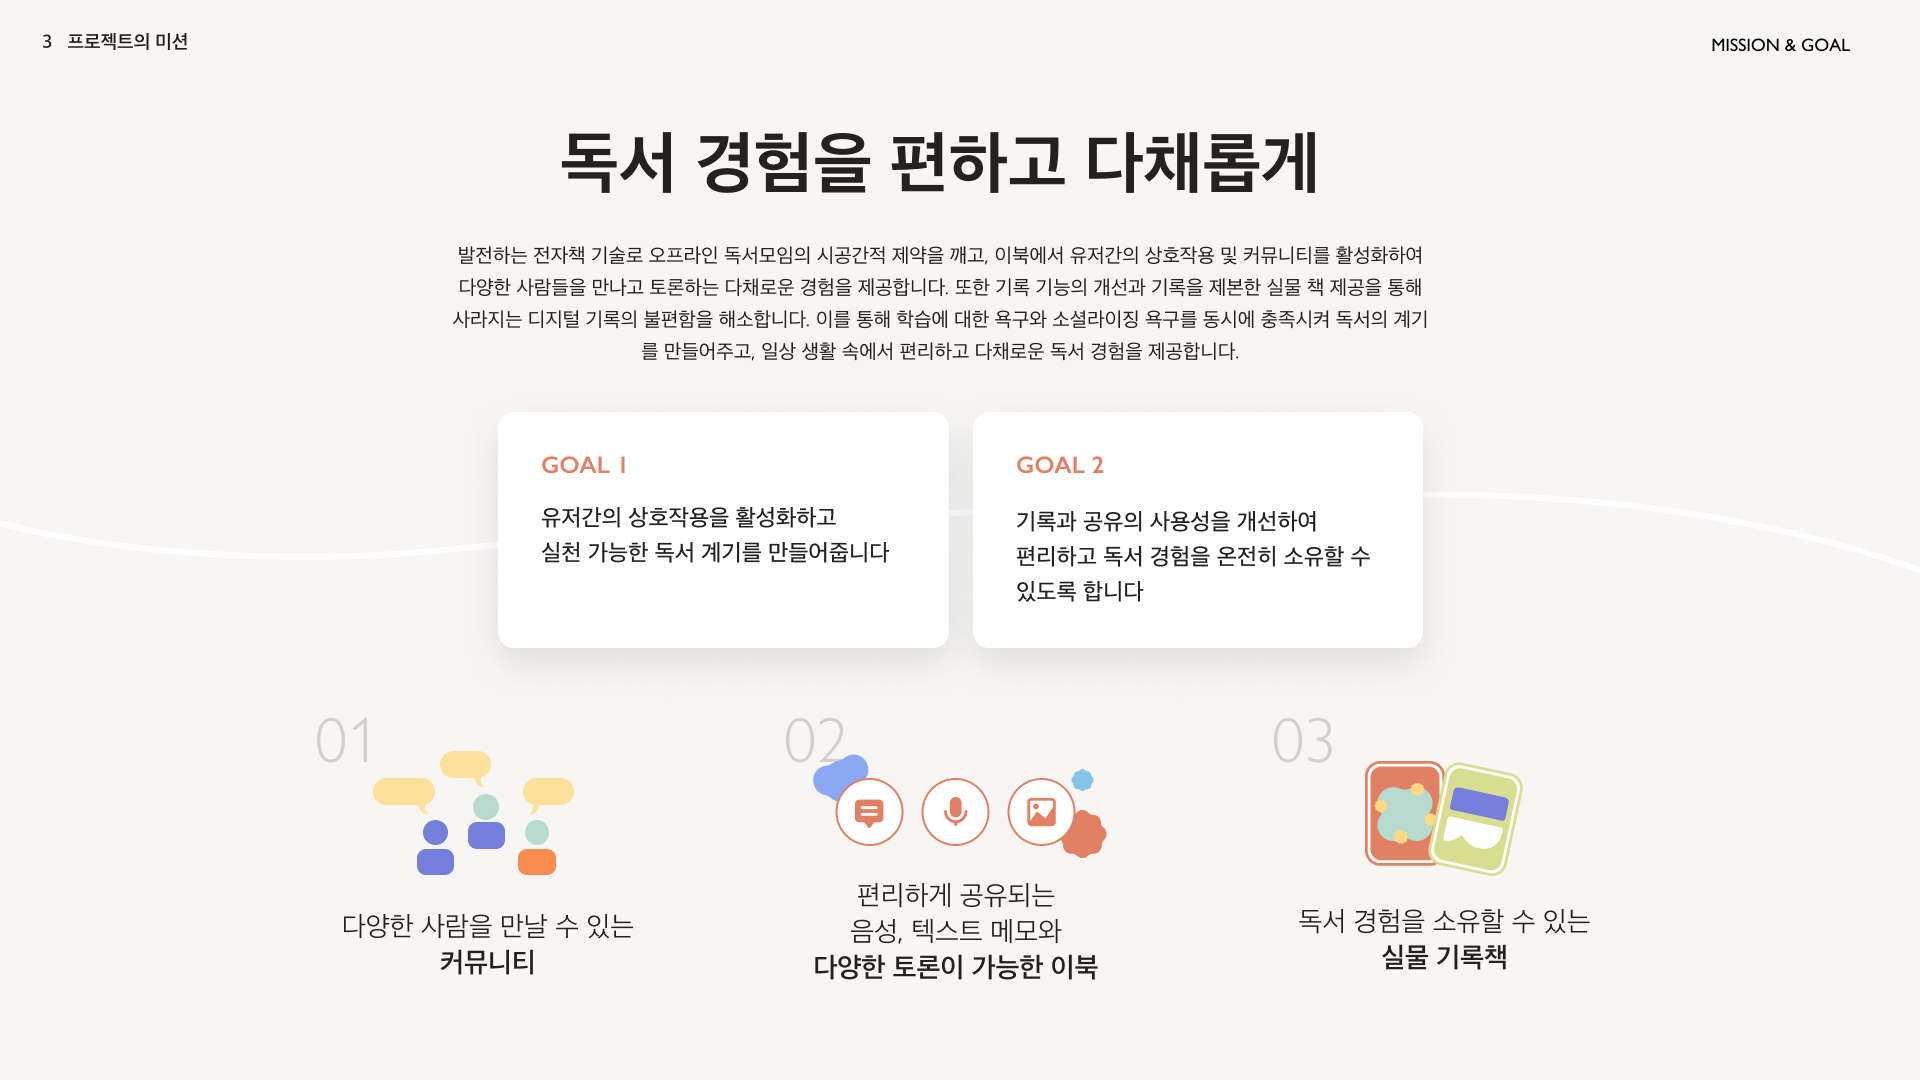 3 프로젝트의 미션
MISSION & GOAL
독서 경험을 편하고 다채롭게
발전하는 전자책 기술로 오프라인 독서모임의 시공간적 제약을 깨고, 이북에서 유저간의 상호작용 및 커뮤니티를 활성화하여
다양한 사람들을 만나고 토론하는 다채로운 경험을 제공합니다. 또한 기록 기능의 개선과 기록을 제본한 실물 책 제공을 통해
사라지는 디지털 기록의 불편함을 해소합니다. 이를 통해 학습에 대한 욕구와 소셜라이징 욕구를 동시에 충족시켜 독서의 계기
를 만들어주고, 일상 생활 속에서 편리하고 다채로운 독서 경험을 제공합니다.
GOAL 1
유저간의 상호작용을 활성화하고
실천 가능한 독서 계기를 만들어줍니다
GOAL 2
기록과 공유의 사용성을 개선하여
편리하고 독서 경험을 온전히 소유할 수
있도록 합니다
01
다양한 사람을 만날 수 있는
커뮤니티
02
편리하게 공유되는
음성, 텍스트 메모와
다양한 토론이 가능한 이북
03
독서 경험을 소유할 수 있는
실물 기록책